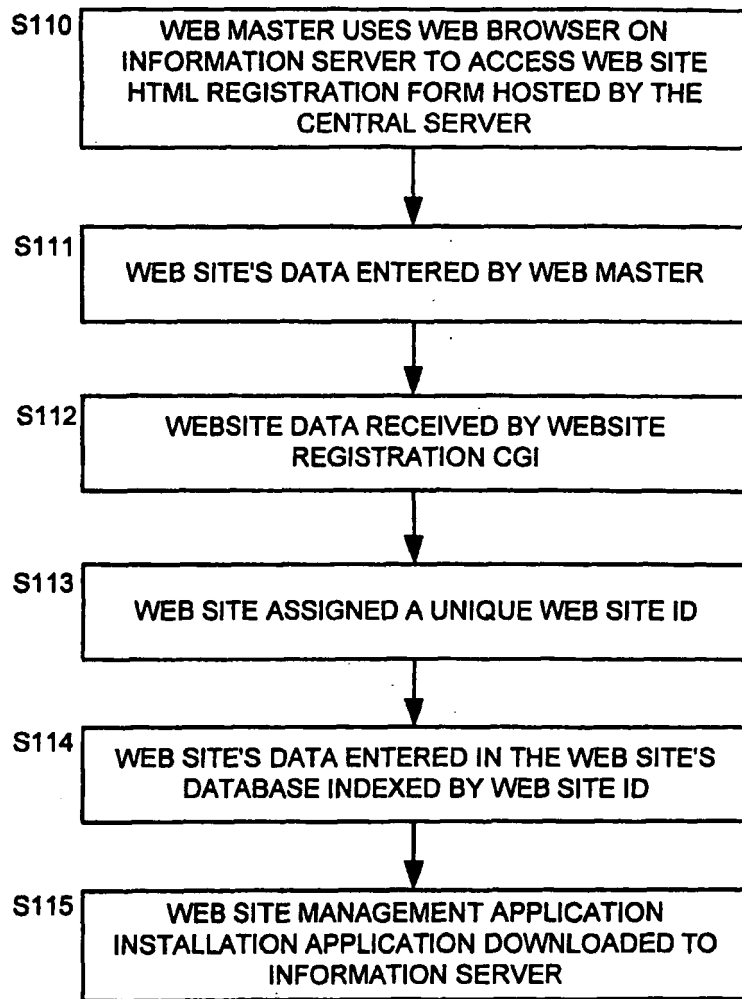 S110
WEB MASTER USES WEB BROWSER ON
INFORMATION SERVER TO ACCESS WEB SITE
HTML REGISTRATION FORM HOSTED BY THE
CENTRAL SERVER
S111
WEB SITE'S DATA ENTERED BY WEB MASTER
S112
WEBSITE DATA RECEIVED BY WEBSITE
REGISTRATION CGI
S113
WEB SITE ASSIGNED A UNIQUE WEB SITE ID
S114
WEB SITE'S DATA ENTERED IN THE WEB SITE'S
DATABASE INDEXED BY WEB SITE ID
S115
WEB SITE MANAGEMENT APPLICATION
INSTALLATION APPLICATION DOWNLOADED TO
INFORMATION SERVER